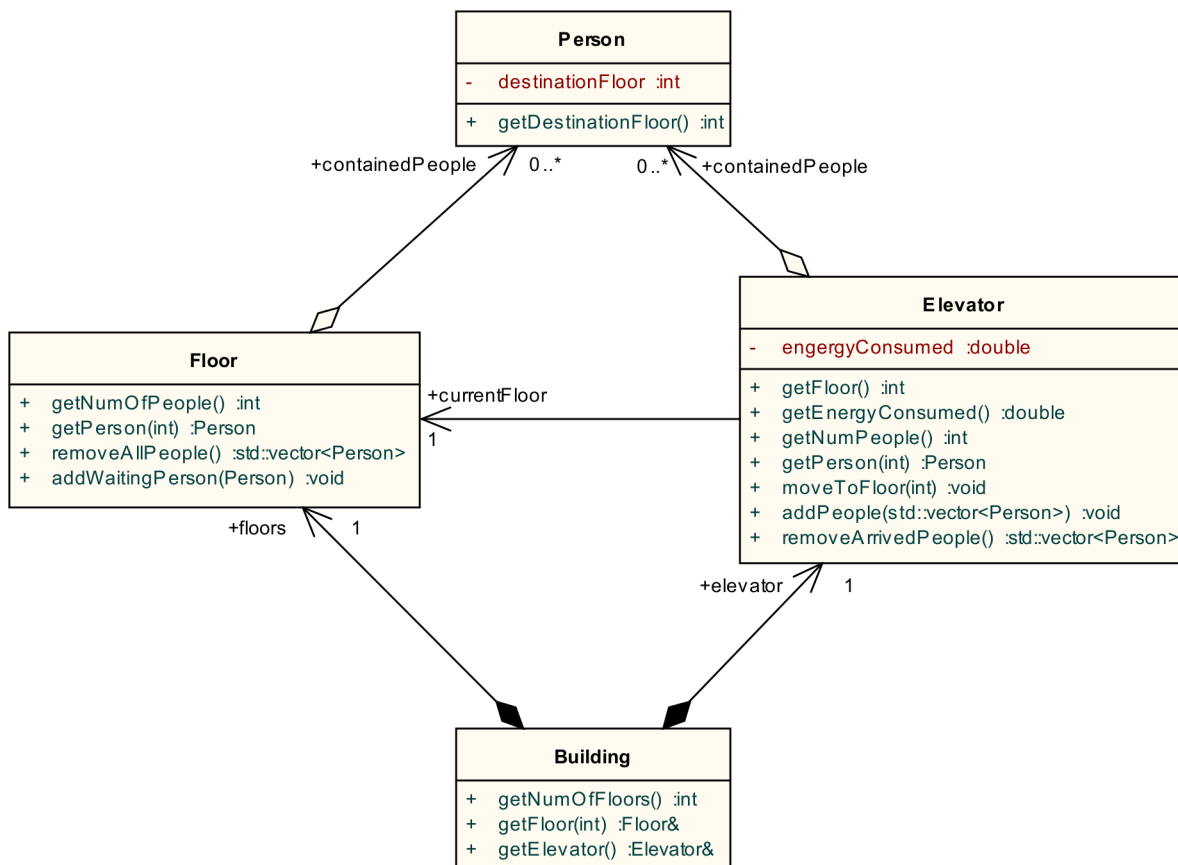 Person
- destinationFloor :int
+ getDestinationFloor() :int
+containedPeople
0..*
0..*
+containedPeople
Elevator
- engergyConsumed :double
+ getFloor() :int
+ getEnergyConsumed() :double
+ getNumPeople() :int
+ getPerson(int) :Person
+ moveToFloor(int) :void
+ addPeople(std::vector<Person>) :void
+ removeArrivedPeople() :std::vector<Person>
Floor
+ getNumOfPeople() :int
+ getPerson(int) :Person
+ removeAllPeople() :std::vector<Person>
+ addWaitingPerson(Person) :void
+currentFloor
1
+floors
1
+elevator
1
Building
+ getNumOfFloors() :int
+ getFloor(int) :Floor&
+ getElevator() :Elevator&